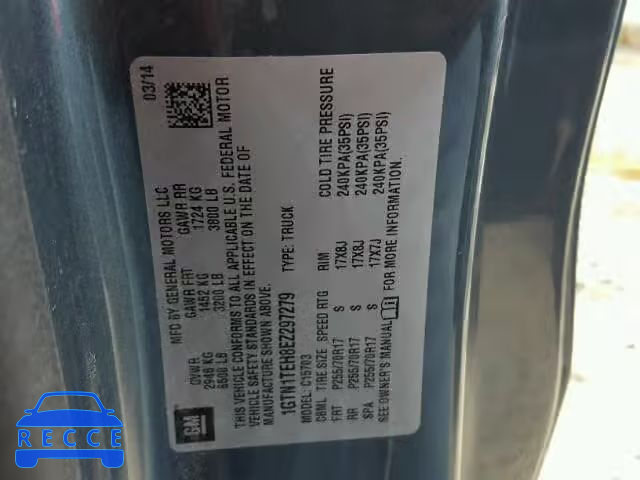 03/14
GM
MFD BY GENERAL MOTORS LLC
GVWR GAWR FRT GAWR RR
2948 KG 1452 KG 1724 KG
6500 LB 3200 LB 3800 LB
THIS VEHICLE CONFORMS TO ALL APPLICABLE U.S. FEDERAL MOTOR
VEHICLE SAFETY STANDARDS IN EFFECT ON THE DATE OF
MANUFACTURE SHOWN ABOVE.
1GTN1TEH8EZ297279 TYPE: TRUCK
MODEL: C15703
TIRE SIZE SPEED RTG RIM COLD TIRE PRESSURE
FRT P255/70R17 S 17X8J 240KPA(35PSI)
RR P255/70R17 S 17X8J 240KPA(35PSI)
SPA P255/70R17 S 17X7J 240KPA(35PSI)
SEE OWNER'S MANUAL FOR MORE INFORMATION.
RECCE